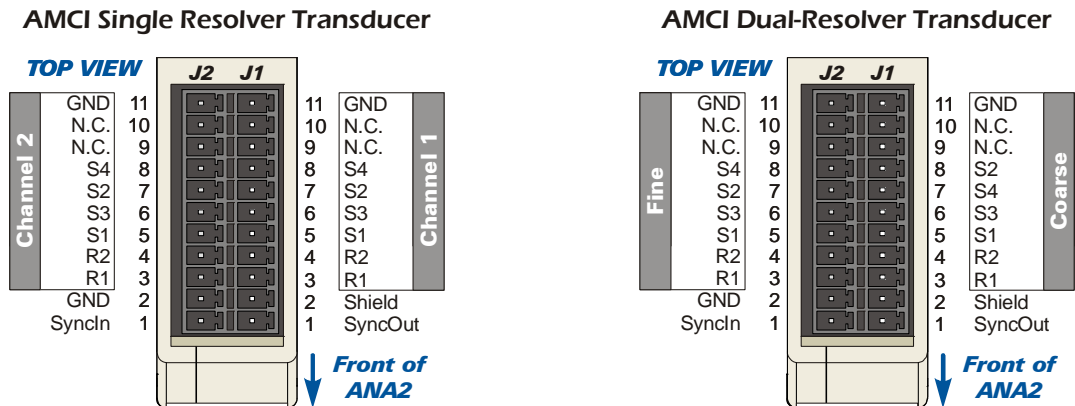 AMCI Single Resolver Transducer
TOP VIEW
J2 J1
Channel 2
GND 11
N.C. 10
N.C. 9
S4 8
S2 7
S3 6
S1 5
R2 4
R1 3
GND 2
SyncIn 1
11 GND
10 N.C.
9 N.C.
8 S4
7 S2
6 S3
5 S1
4 R2
3 R1
2 Shield
1 SyncOut
Channel 1
Front of
ANA2
AMCI Dual-Resolver Transducer
TOP VIEW
J2 J1
Fine
GND 11
N.C. 10
N.C. 9
S4 8
S2 7
S3 6
S1 5
R2 4
R1 3
GND 2
SyncIn 1
11 GND
10 N.C.
9 N.C.
8 S2
7 S4
6 S3
5 S1
4 R2
3 R1
2 Shield
1 SyncOut
Coarse
Front of
ANA2